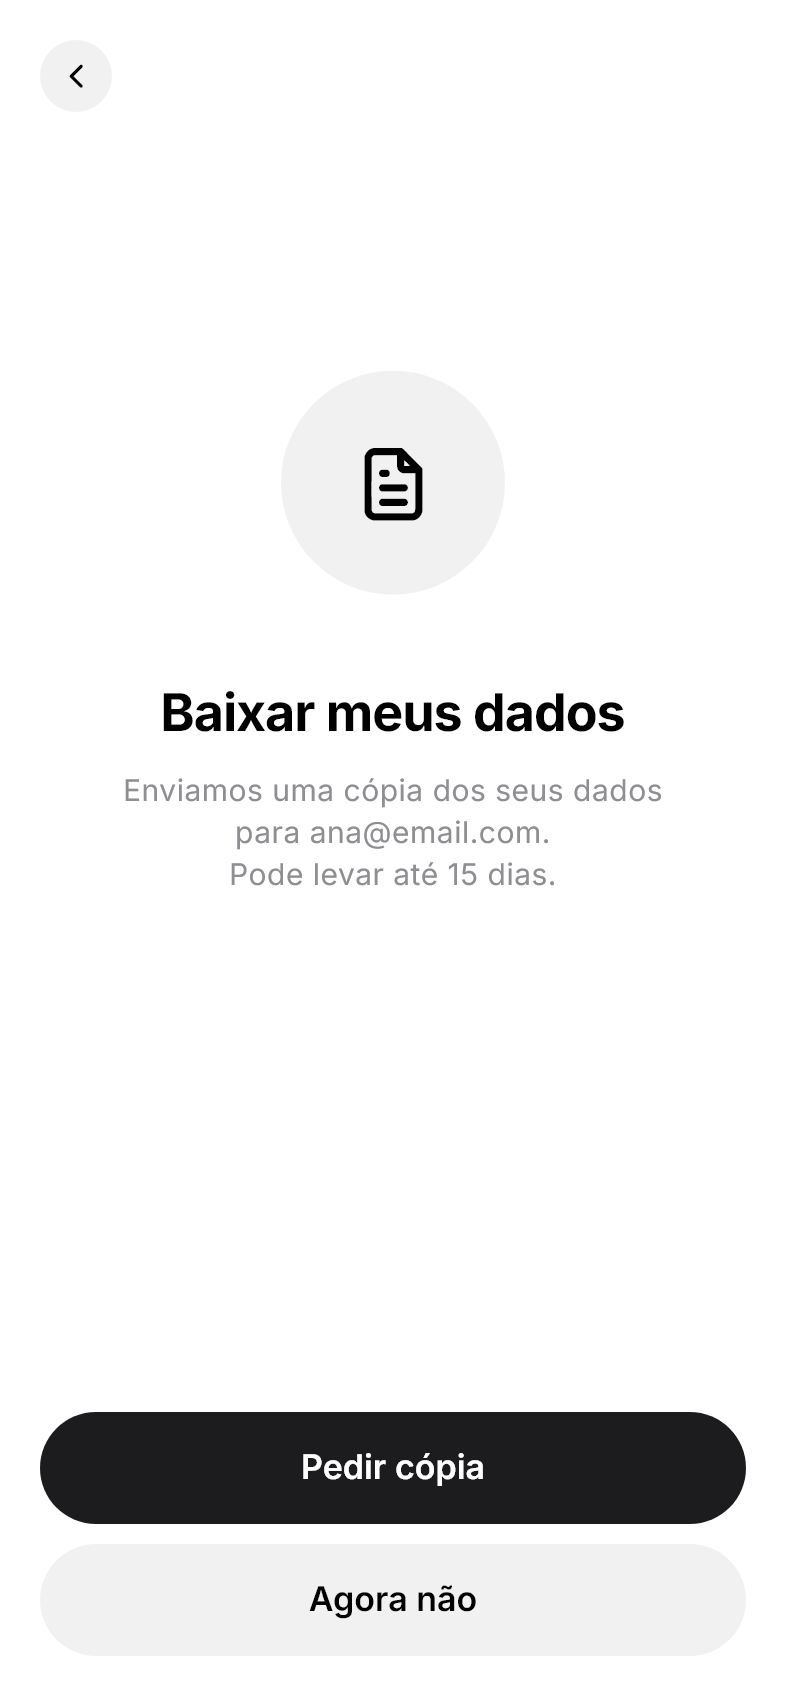 Baixar meus dados
Enviamos uma cópia dos seus dados
para ana@email.com.
Pode levar até 15 dias.
Pedir cópia
Agora não